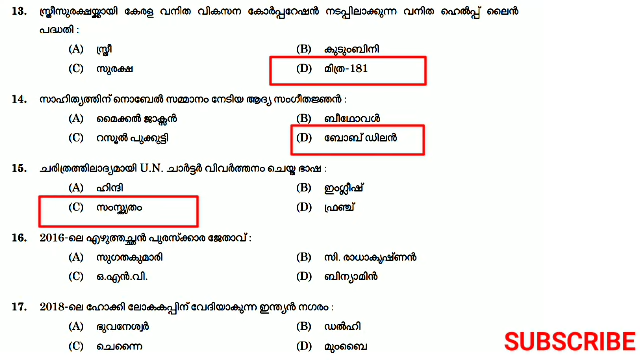 13. സ്ത്രീസുരക്ഷയ്ക്കായി കേരള വനിത വികസന കോർപ്പറേഷൻ നടപ്പിലാക്കുന്ന വനിത ഹെൽപ്പ് ലൈൻ
പദ്ധതി :
(A) സ്ത്രീ (B) കുടുംബിനി
(C) സുരക്ഷ (D) മിത്ര-181
14. സാഹിത്യത്തിന് നൊബേൽ സമ്മാനം നേടിയ ആദ്യ സംഗീതജ്ഞൻ :
(A) മൈക്കൽ ജാക്സൻ (B) ബീഥോവൾ
(C) റസൂൽ പൂക്കുട്ടി (D) ബോബ് ഡിലൻ
15. ചരിത്രത്തിലാദ്യമായി U.N. ചാർട്ടർ വിവർത്തനം ചെയ്ത ഭാഷ :
(A) ഹിന്ദി (B) ഇംഗ്ലീഷ്
(C) സംസ്കൃതം (D) ഫ്രഞ്ച്
16. 2016-ലെ എഴുത്തച്ഛൻ പുരസ്ക്കാര ജേതാവ് :
(A) സുഗതകുമാരി (B) സി. രാധാകൃഷ്ണൻ
(C) ഒ.എൻ.വി. (D) ബിന്യാമിൻ
17. 2018-ലെ ഹോക്കി ലോകകപ്പിന് വേദിയാകുന്ന ഇന്ത്യൻ നഗരം :
(A) ഭുവനേശ്വർ (B) ഡൽഹി
(C) ചെന്നൈ (D) മുംബൈ
SUBSCRIBE